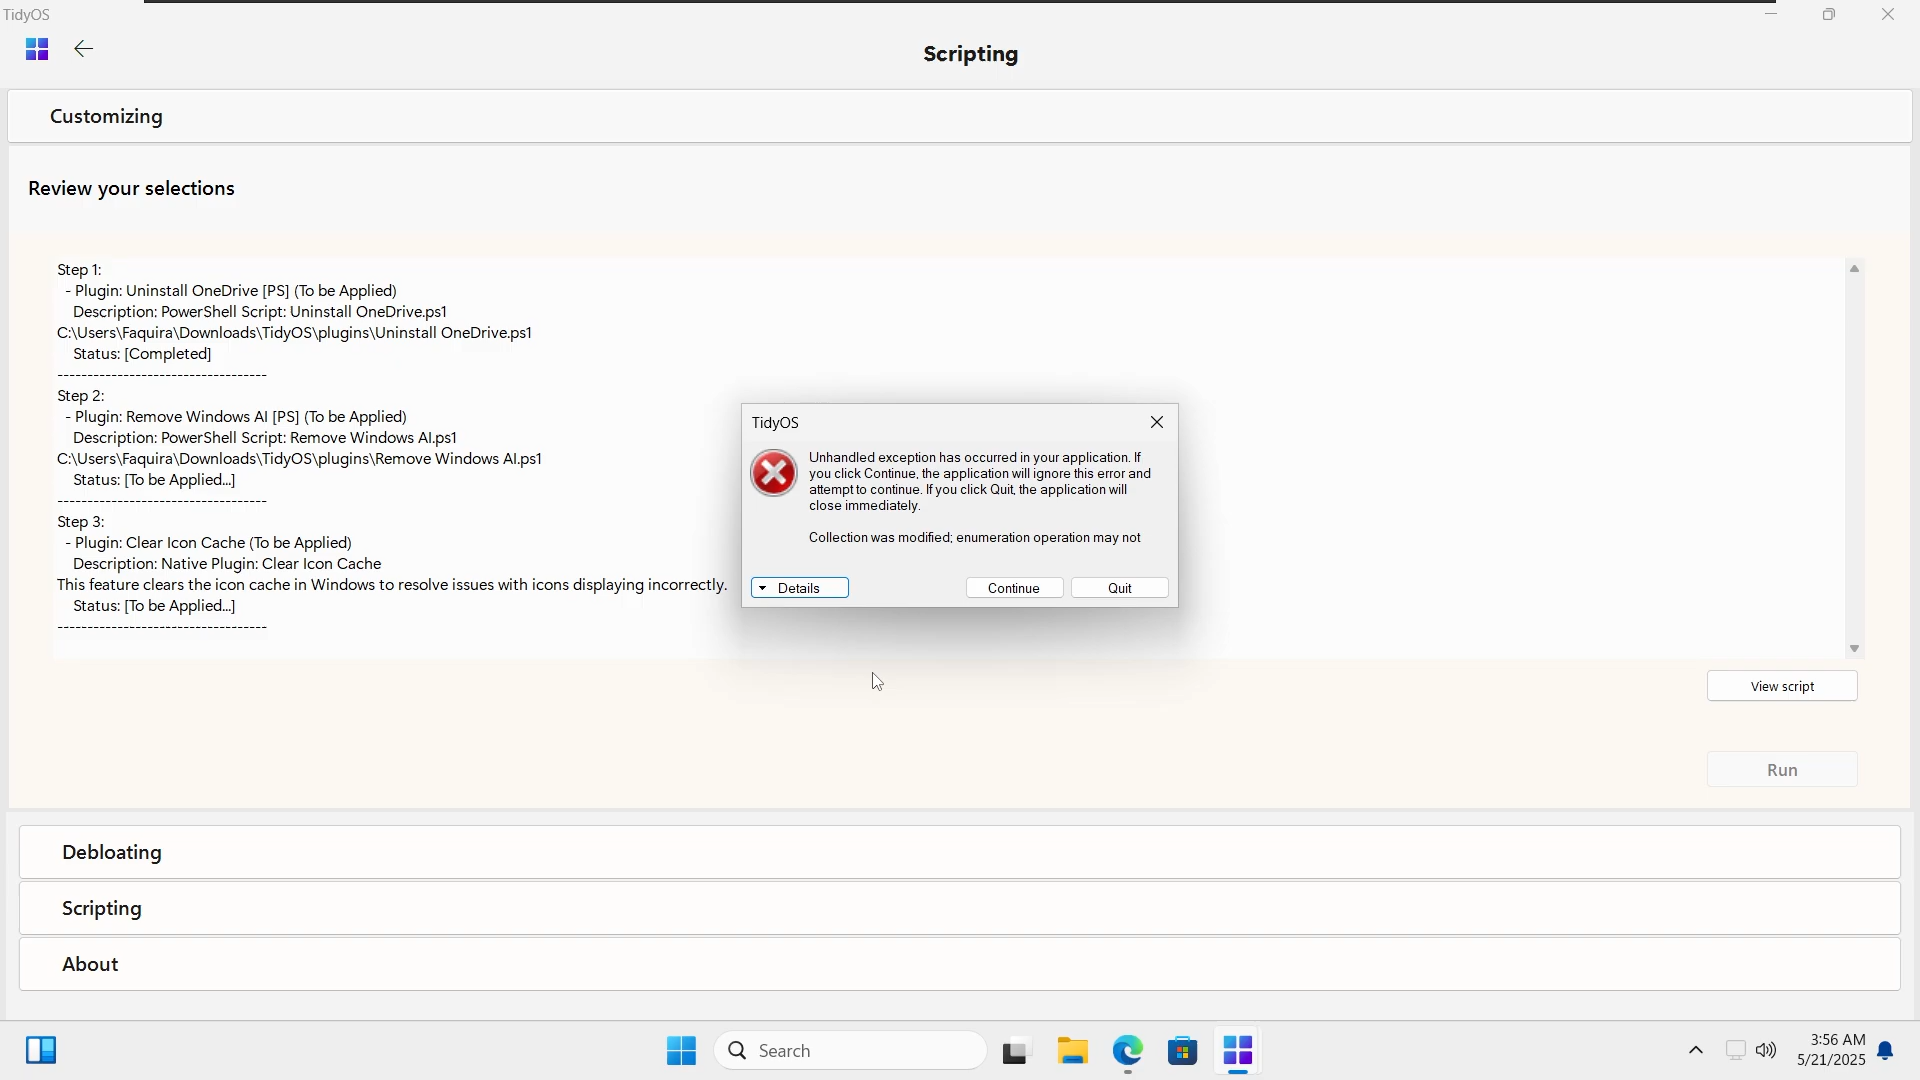 TidyOS
Scripting
Customizing
Review your selections
Step 1:
- Plugin: Uninstall OneDrive [PS] (To be Applied)
Description: PowerShell Script: Uninstall OneDrive.ps1
C:\Users\Faquira\Downloads\TidyOS\plugins\Uninstall OneDrive.ps1
Status: [Completed]
-----------------------------------
Step 2:
- Plugin: Remove Windows AI [PS] (To be Applied)
Description: PowerShell Script: Remove Windows AI.ps1
C:\Users\Faquira\Downloads\TidyOS\plugins\Remove Windows AI.ps1
Status: [To be Applied...]
-----------------------------------
Step 3:
- Plugin: Clear Icon Cache (To be Applied)
Description: Native Plugin: Clear Icon Cache
This feature clears the icon cache in Windows to resolve issues with icons displaying incorrectly.
Status: [To be Applied...]
-----------------------------------
TidyOS
Unhandled exception has occurred in your application. If
you click Continue, the application will ignore this error and
attempt to continue. If you click Quit, the application will
close immediately.
Collection was modified; enumeration operation may not
Details
Continue
Quit
View script
Run
Debloating
Scripting
About
Search
3:56 AM
5/21/2025